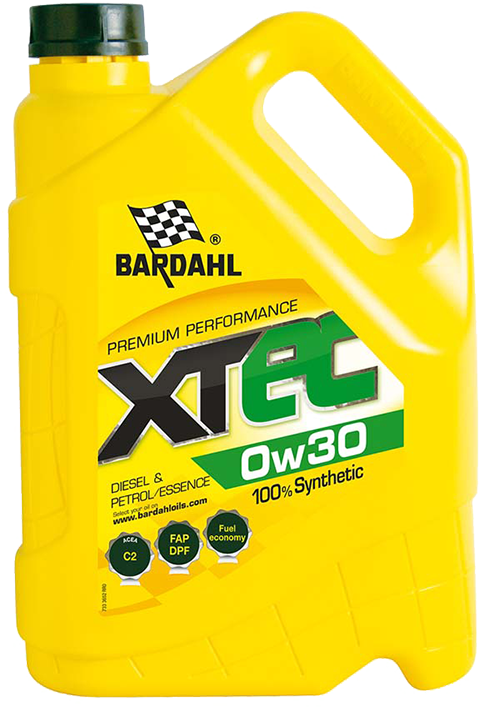 BARDAHL
®
BARDAHL
PREMIUM PERFORMANCE
XTEC
0w30
100% Synthetic
DIESEL &
PETROL/ESSENCE
Select your oil on
www.bardahloils.com
ACEA
C2
FAP
DPF
Fuel
economy